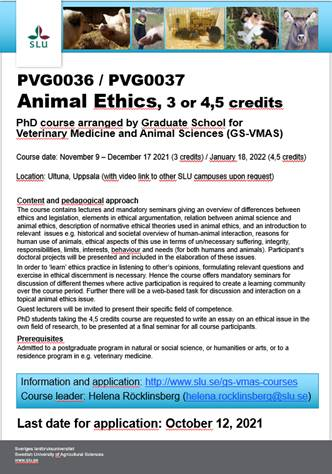 SLU
PVG0036 / PVG0037
Animal Ethics, 3 or 4,5 credits
PhD course arranged by Graduate School for
Veterinary Medicine and Animal Sciences (GS-VMAS)
Course date: November 9 – December 17 2021 (3 credits) / January 18, 2022 (4,5 credits)
Location: Ultuna, Uppsala (with video link to other SLU campuses upon request)
Content and pedagogical approach
The course contains lectures and mandatory seminars giving an overview of differences between
ethics and legislation, elements in ethical argumentation, relation between animal science and
animal ethics, description of normative ethical theories used in animal ethics, and an introduction to
relevant issues e.g. historical and societal overview of human-animal interaction, reasons for
human use of animals, ethical aspects of this use in terms of unnecessary suffering, integrity,
responsibilities, limits, interests, behaviour and needs (for both humans and animals). Participant's
doctoral projects will be presented and included in the elaboration of these issues.
In order to 'learn' ethics practice in listening to other's opinions, formulating relevant questions and
exercise in ethical discernment is necessary. Hence the course offers mandatory seminars for
discussion of different themes where active participation is required to create a learning community
over the course period. Further there will be a web-based task for discussion and interaction on a
topical animal ethics issue.
Guest lecturers will be invited to present their specific field of competence.
PhD students taking the 4,5 credits course are requested to write an essay on an ethical issue in the
own field of research, to be presented at a final seminar for all course participants.
Prerequisites
Admitted to a postgraduate program in natural or social science, or humanities or arts, or to a
residence program in e.g. veterinary medicine.
Information and application: http://www.slu.se/gs-vmas-courses
Course leader: Helena Röcklinsberg (helena.rocklinsberg@slu.se)
Last date for application: October 12, 2021
Sveriges lantbruksuniversitet
Swedish University of Agricultural Sciences
www.slu.se